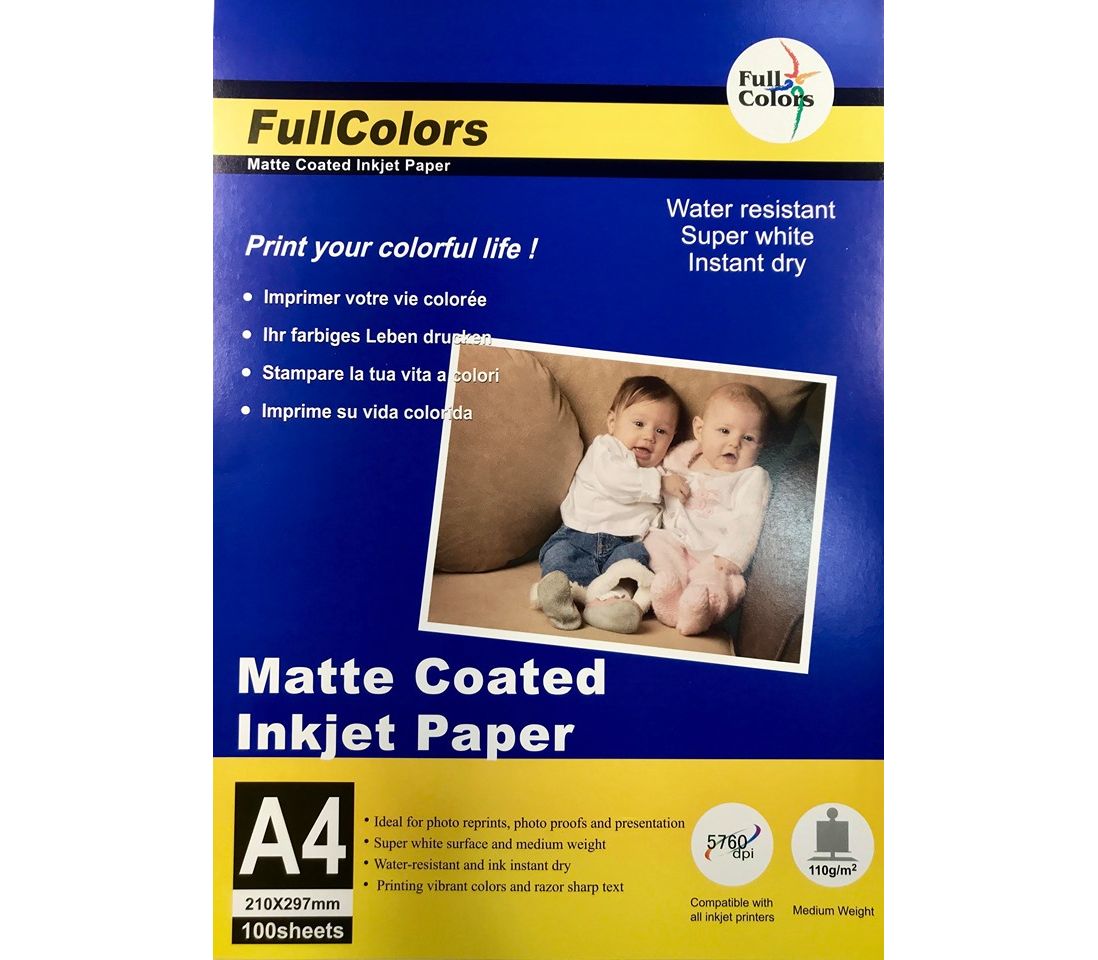 Full
Colors
FullColors
Matte Coated Inkjet Paper
Water resistant
Super white
Instant dry
Print your colorful life !
• Imprimer votre vie colorée
• Ihr farbiges Leben drucken
• Stampare la tua vita a colori
• Imprime su vida colorida
Matte Coated
Inkjet Paper
A4
210X297mm
100sheets
• Ideal for photo reprints, photo proofs and presentation
• Super white surface and medium weight
• Water-resistant and ink instant dry
• Printing vibrant colors and razor sharp text
5760
dpi
Compatible with
all inkjet printers
110g/m²
Medium Weight